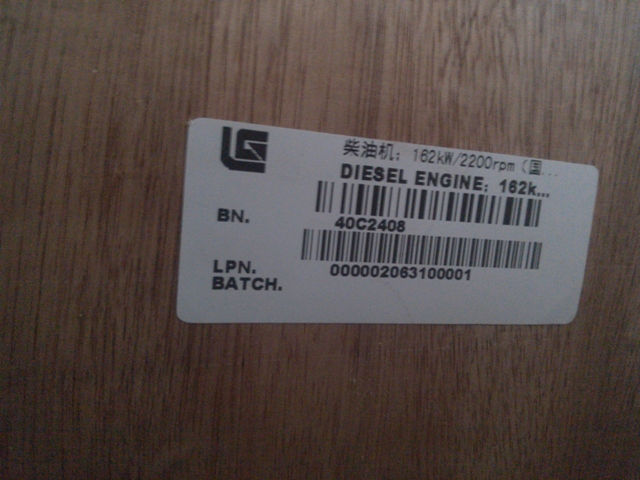 柴油机：162kW/2200rpm（国...
DIESEL ENGINE；162k...
BN.
40C2408
LPN.
000002063100001
BATCH.